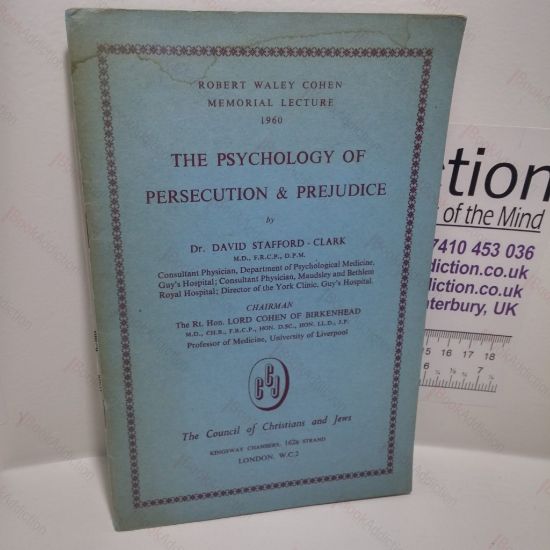 ROBERT WALEY COHEN
MEMORIAL LECTURE
1960
THE PSYCHOLOGY OF
PERSECUTION & PREJUDICE
by
Dr. DAVID STAFFORD-CLARK
M.D., F.R.C.P., D.P.M.
Consultant Physician, Department of Psychological Medicine,
Guy's Hospital; Consultant Physician, Maudsley and Bethlem
Royal Hospital; Director of the York Clinic, Guy's Hospital.
CHAIRMAN
The Rt. Hon. LORD COHEN OF BIRKENHEAD
M.D., CH.B., F.R.C.P., HON. D.SC., HON. LL.D., J.P.
Professor of Medicine, University of Liverpool
CCJ
The Council of Christians and Jews
KINGSWAY CHAMBERS, 162a STRAND
LONDON, W.C.2
ction
of the Mind
7410 453 036
diction.co.uk
diction.co.uk
nterbury, UK
15 16 17 18
6 7
BookAddiction